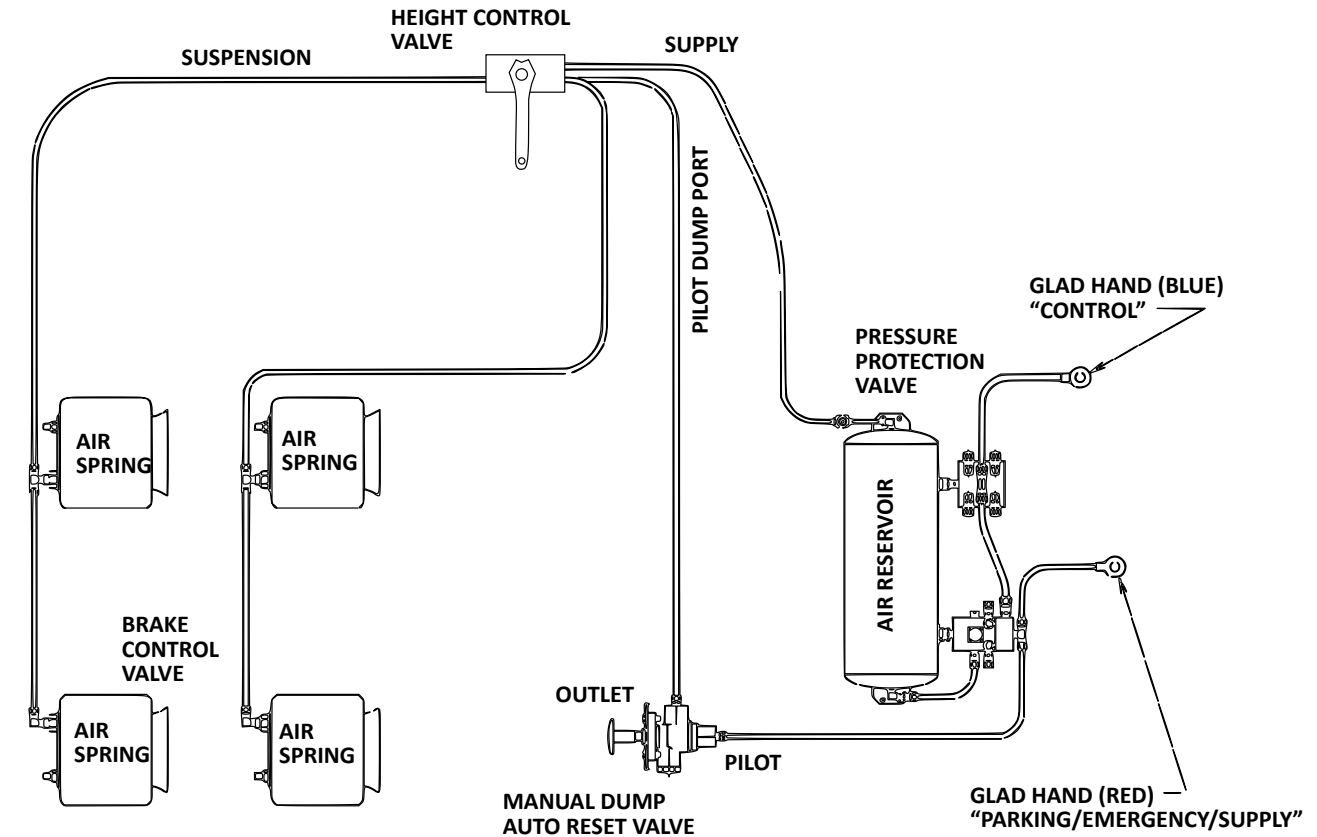 HEIGHT CONTROL
VALVE
SUSPENSION
SUPPLY
PILOT DUMP PORT
GLAD HAND (BLUE)
“CONTROL”
PRESSURE
PROTECTION
VALVE
AIR
SPRING
AIR
SPRING
AIR RESERVOIR
BRAKE
CONTROL
VALVE
OUTLET
AIR
SPRING
AIR
SPRING
PILOT
MANUAL DUMP
AUTO RESET VALVE
GLAD HAND (RED)
“PARKING/EMERGENCY/SUPPLY”